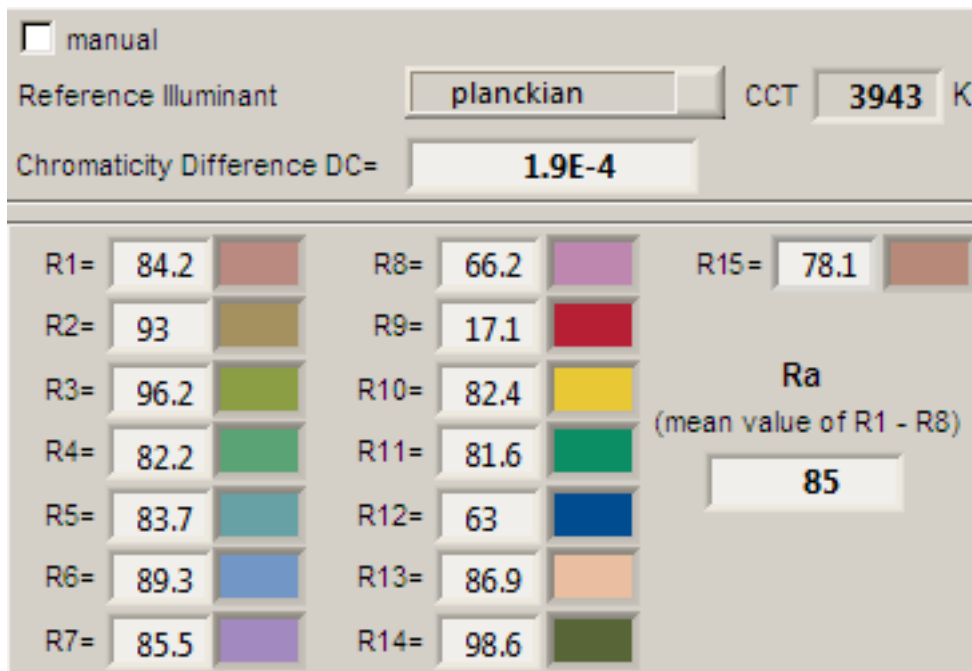 manual
Reference Illuminant planckian CCT 3943 K
Chromaticity Difference DC= 1.9E-4
R1= 84.2 R8= 66.2 R15= 78.1
R2= 93 R9= 17.1
R3= 96.2 R10= 82.4 Ra
(mean value of R1 - R8)
R4= 82.2 R11= 81.6
85
R5= 83.7 R12= 63
R6= 89.3 R13= 86.9
R7= 85.5 R14= 98.6